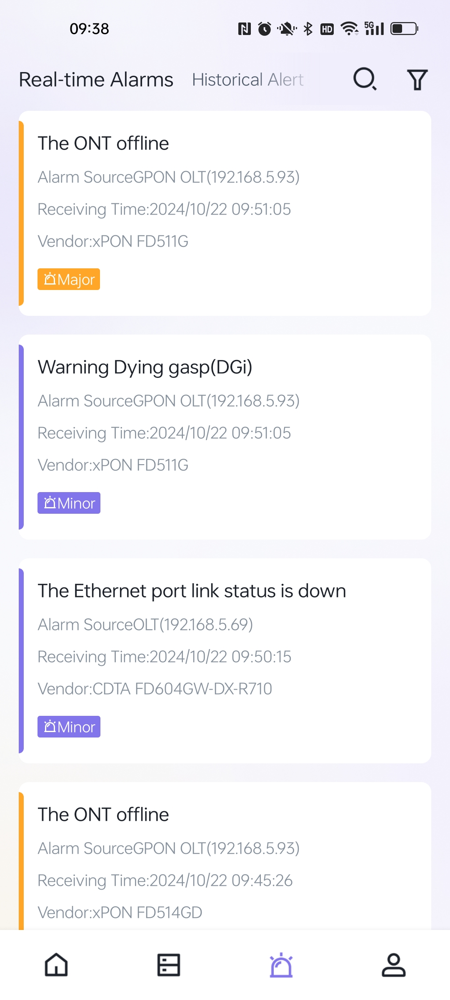 09:38
HD
5G
Real-time Alarms
Historical Alert
The ONT offline
Alarm SourceGPON OLT(192.168.5.93)
Receiving Time:2024/10/22 09:51:05
Vendor:xPON FD511G
Major
Warning Dying gasp(DGi)
Alarm SourceGPON OLT(192.168.5.93)
Receiving Time:2024/10/22 09:51:05
Vendor:xPON FD511G
Minor
The Ethernet port link status is down
Alarm SourceOLT(192.168.5.69)
Receiving Time:2024/10/22 09:50:15
Vendor:CDTA FD604GW-DX-R710
Minor
The ONT offline
Alarm SourceGPON OLT(192.168.5.93)
Receiving Time:2024/10/22 09:45:26
Vendor:xPON FD514GD